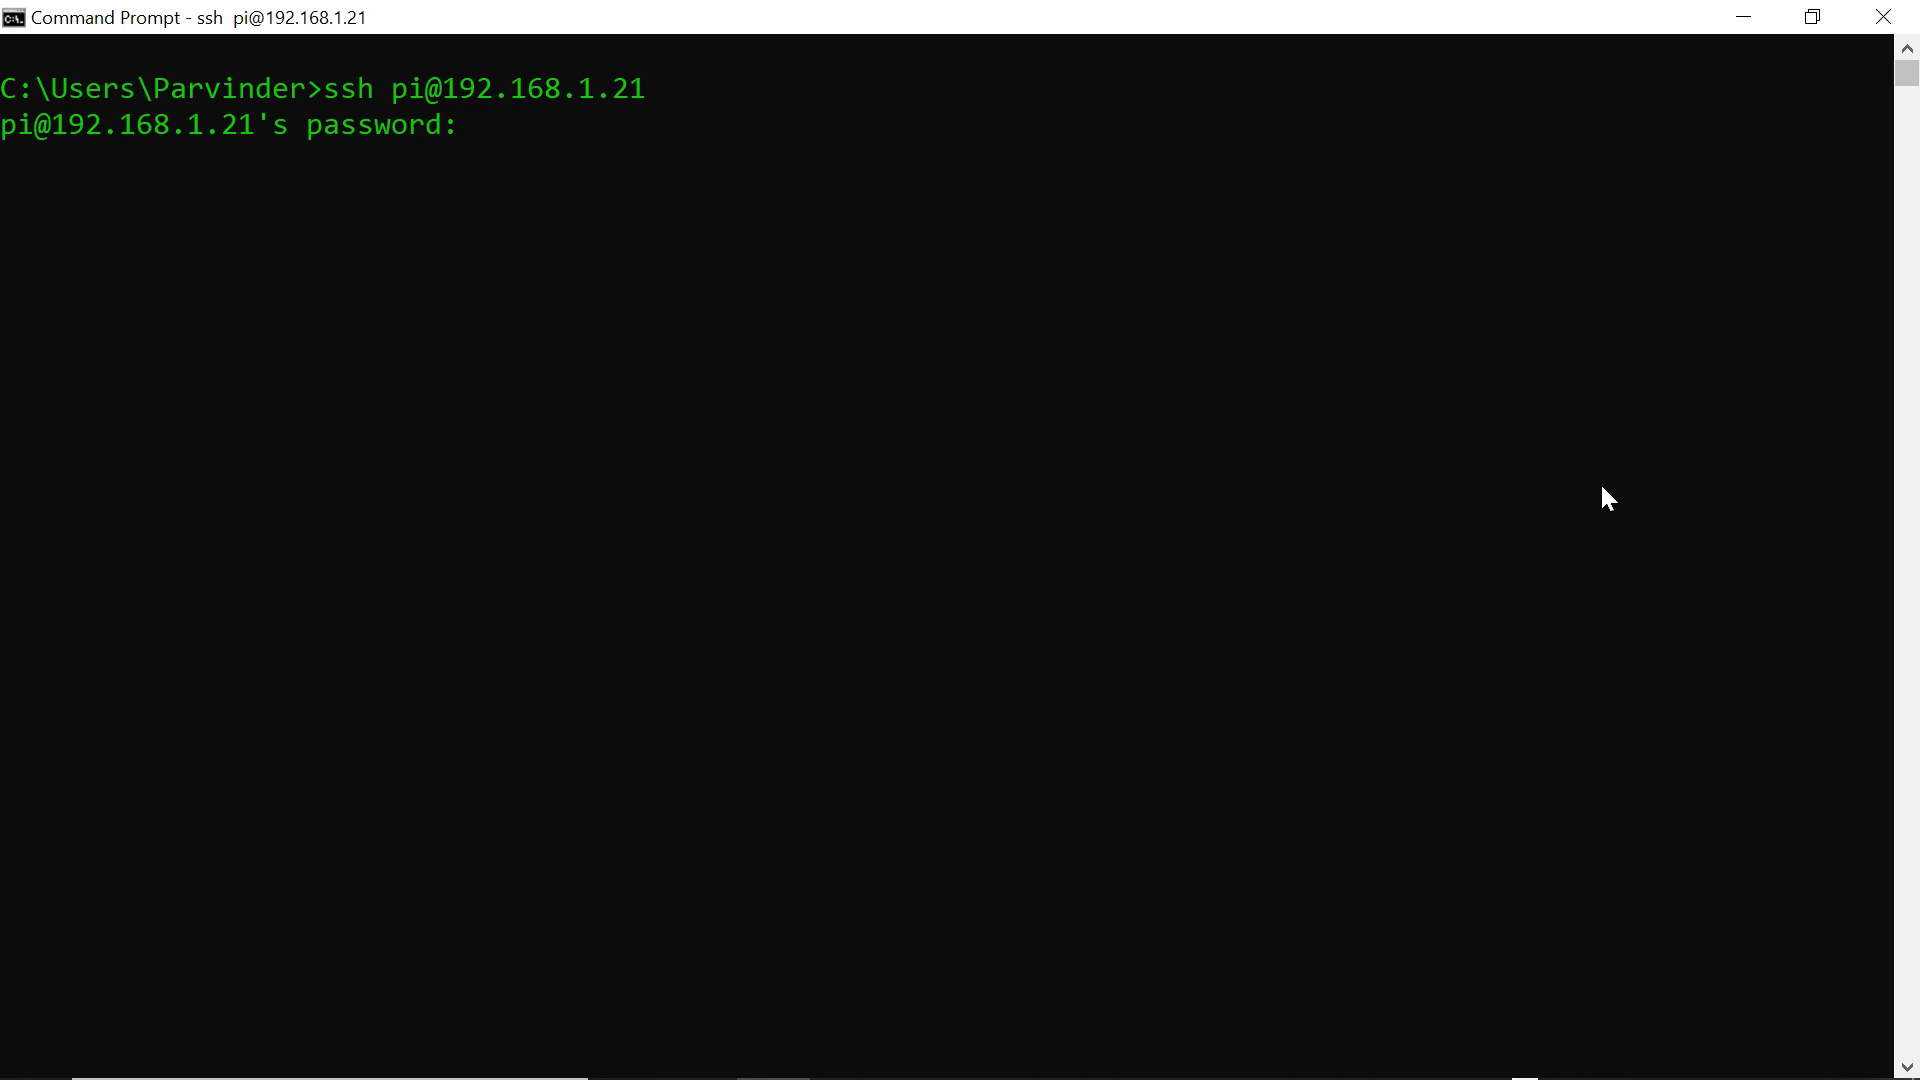 Command Prompt - ssh  pi@192.168.1.21
C:\Users\Parvinder>ssh pi@192.168.1.21
pi@192.168.1.21's password: